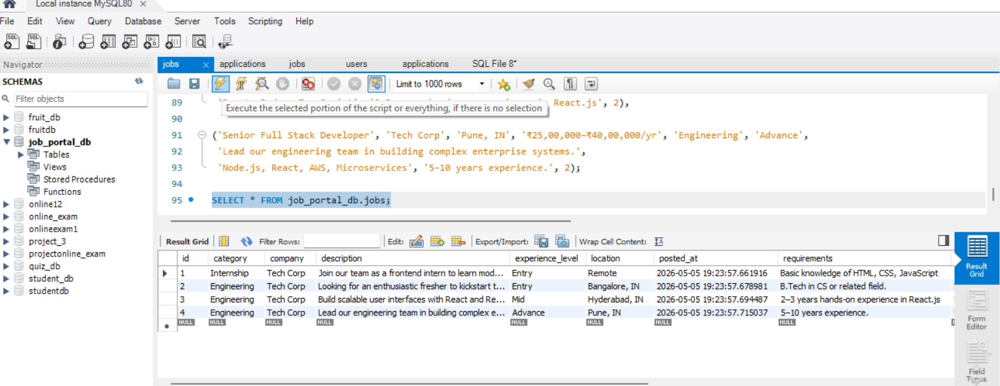 Local instance MySQL80
File Edit View Query Database Server Tools Scripting Help
Navigator
SCHEMAS
Filter objects
fruit_db
fruitdb
job_portal_db
Tables
Views
Stored Procedures
Functions
online12
online_exam
onlineexam1
project_3
projectonline_exam
quiz_db
student_db
studentdb
jobs applications jobs users applications SQL File 8*
Limit to 1000 rows
89 React.js', 2),
Execute the selected portion of the script or everything, if there is no selection
90
91 ('Senior Full Stack Developer', 'Tech Corp', 'Pune, IN', '₹25,00,000–₹40,00,000/yr', 'Engineering', 'Advance',
92 'Lead our engineering team in building complex enterprise systems.',
93 'Node.js, React, AWS, Microservices', '5–10 years experience.', 2);
94
95 SELECT * FROM job_portal_db.jobs;
Result Grid Filter Rows: Edit: Export/Import: Wrap Cell Content:
id category company description experience_level location posted_at requirements
1 Internship Tech Corp Join our team as a frontend intern to learn mod... Entry Remote 2026-05-05 19:23:57.661916 Basic knowledge of HTML, CSS, JavaScript
2 Engineering Tech Corp Looking for an enthusiastic fresher to kickstart t... Entry Bangalore, IN 2026-05-05 19:23:57.678981 B.Tech in CS or related field.
3 Engineering Tech Corp Build scalable user interfaces with React and Re... Mid Hyderabad, IN 2026-05-05 19:23:57.694487 2–3 years hands-on experience in React.js
4 Engineering Tech Corp Lead our engineering team in building complex e... Advance Pune, IN 2026-05-05 19:23:57.715037 5–10 years experience.
NULL NULL NULL NULL NULL NULL NULL NULL
Result
Grid
Form
Editor
Field
Types